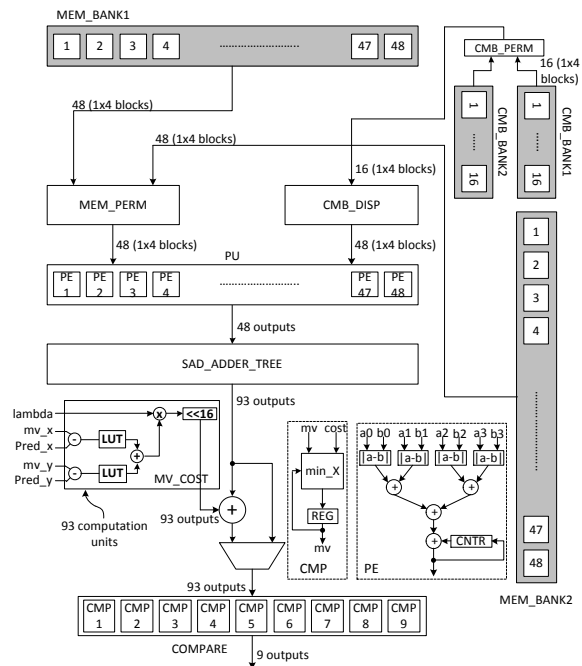 MEM_BANK1
1 2 3 4 ........................ 47 48
CMB_PERM
16 (1x4 blocks)
1
......
16
CMB_BANK2
1
......
16
CMB_BANK1
48 (1x4 blocks)
48 (1x4 blocks)
16 (1x4 blocks)
MEM_PERM
CMB_DISP
48 (1x4 blocks)
48 (1x4 blocks)
PU
PE 1 PE 2 PE 3 PE 4 ........................ PE 47 PE 48
48 outputs
SAD_ADDER_TREE
93 outputs
1
2
3
4
........................
47
48
MEM_BANK2
lambda
x
<<16
mv_x
Pred_x
-
LUT
+
mv_y
Pred_y
-
LUT
MV_COST
93 computation units
93 outputs
+
mv cost
min_X
REG
mv
CMP
a0 b0 a1 b1 a2 b2 a3 b3
|a-b| |a-b| |a-b| |a-b|
+ +
+
+
CNTR
PE
93 outputs
CMP 1 CMP 2 CMP 3 CMP 4 CMP 5 CMP 6 CMP 7 CMP 8 CMP 9
COMPARE
9 outputs